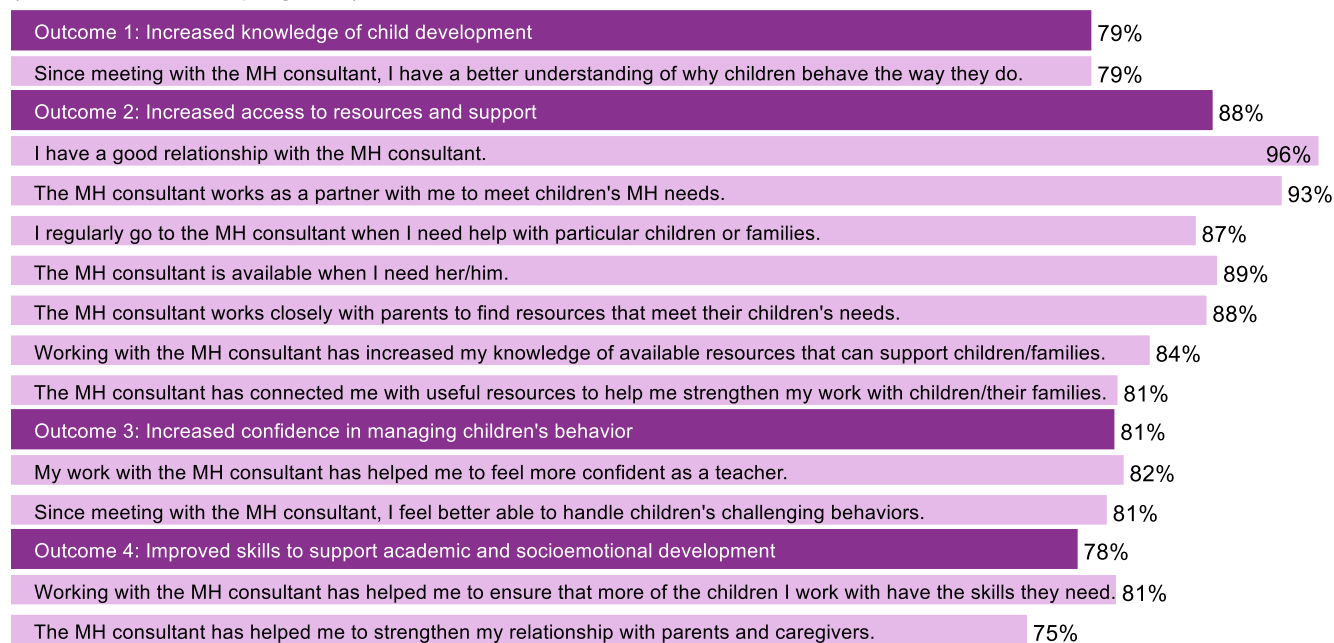 Outcome 1: Increased knowledge of child development 79%
Since meeting with the MH consultant, I have a better understanding of why children behave the way they do. 79%
Outcome 2: Increased access to resources and support 88%
I have a good relationship with the MH consultant. 96%
The MH consultant works as a partner with me to meet children's MH needs. 93%
I regularly go to the MH consultant when I need help with particular children or families. 87%
The MH consultant is available when I need her/him. 89%
The MH consultant works closely with parents to find resources that meet their children's needs. 88%
Working with the MH consultant has increased my knowledge of available resources that can support children/families. 84%
The MH consultant has connected me with useful resources to help me strengthen my work with children/their families. 81%
Outcome 3: Increased confidence in managing children's behavior 81%
My work with the MH consultant has helped me to feel more confident as a teacher. 82%
Since meeting with the MH consultant, I feel better able to handle children's challenging behaviors. 81%
Outcome 4: Improved skills to support academic and socioemotional development 78%
Working with the MH consultant has helped me to ensure that more of the children I work with have the skills they need. 81%
The MH consultant has helped me to strengthen my relationship with parents and caregivers. 75%